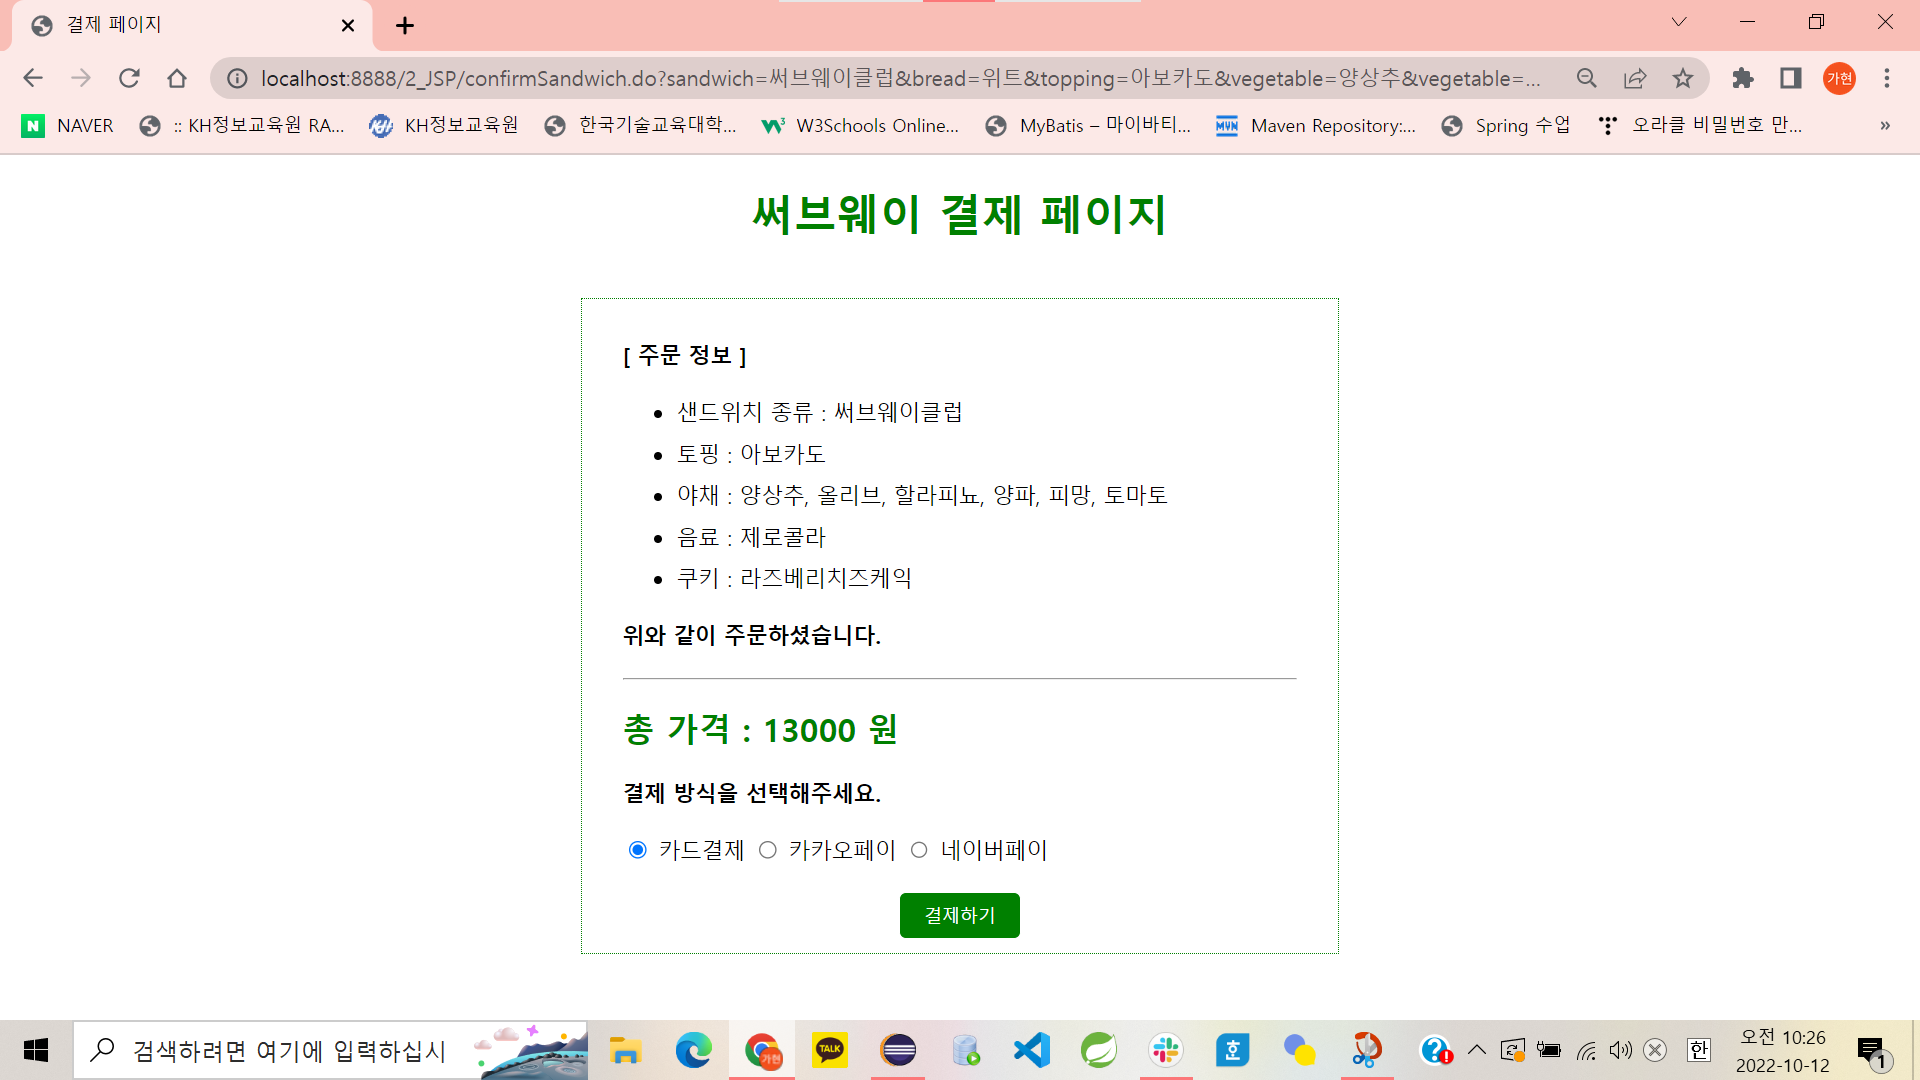 결제 페이지
localhost:8888/2_JSP/confirmSandwich.do?sandwich=써브웨이클럽&bread=위트&topping=아보카도&vegetable=양상추&vegetable=...
가현
N NAVER :: KH정보교육원 RA... KH KH정보교육원 한국기술교육대학... W3 W3Schools Online... MyBatis – 마이바티... MVN Maven Repository:... Spring 수업 오라클 비밀번호 만... »
써브웨이 결제 페이지
[ 주문 정보 ]
• 샌드위치 종류 : 써브웨이클럽
• 토핑 : 아보카도
• 야채 : 양상추, 올리브, 할라피뇨, 양파, 피망, 토마토
• 음료 : 제로콜라
• 쿠키 : 라즈베리치즈케익
위와 같이 주문하셨습니다.
총 가격 : 13000 원
결제 방식을 선택해주세요.
카드결제 카카오페이 네이버페이
결제하기
검색하려면 여기에 입력하십시
가현 TALK 호 한
오전 10:26
2022-10-12
1